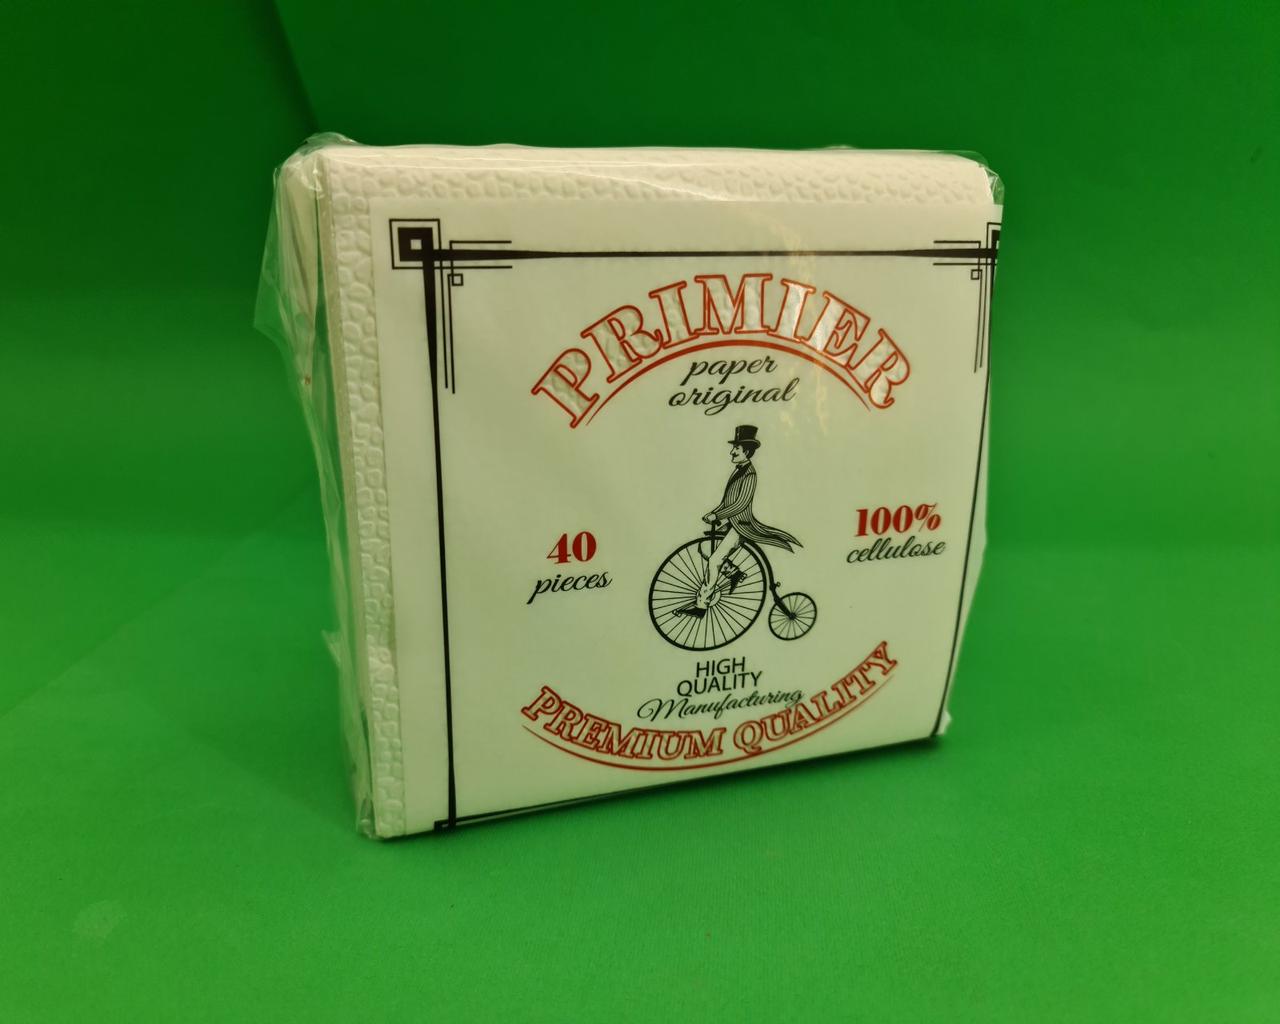 PRIMIER
paper
original
40
pieces
100%
cellulose
HIGH
QUALITY
Manufacturing
PREMIUM QUALITY